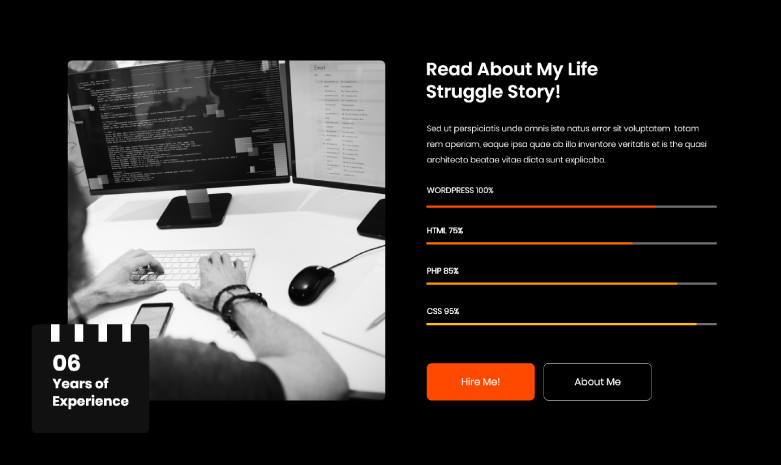 Read About My Life
Struggle Story!
Sed ut perspiciatis unde omnis iste natus error sit voluptatem totam
rem aperiam, eaque ipsa quae ab illo inventore veritatis et is the quasi
architecto beatae vitae dicta sunt explicabo.
WORDPRESS 100%
HTML 75%
PHP 85%
CSS 95%
Hire Me!
About Me
06
Years of
Experience